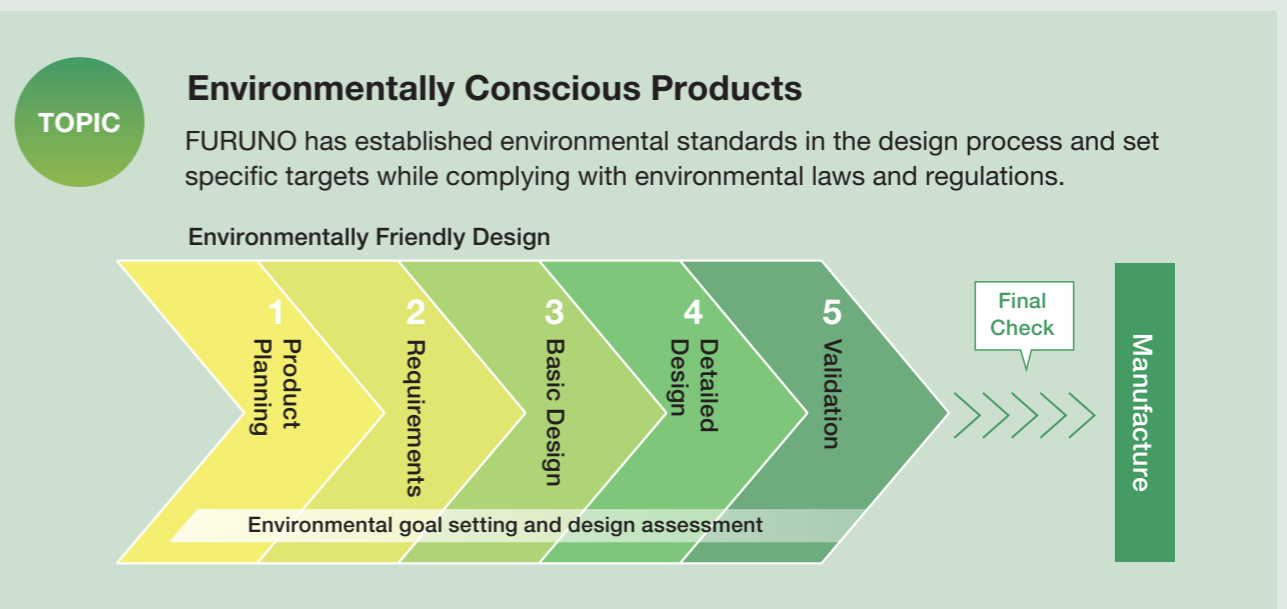 TOPIC
Environmentally Conscious Products
FURUNO has established environmental standards in the design process and set
specific targets while complying with environmental laws and regulations.
Environmentally Friendly Design
1
Product
Planning
2
Requirements
3
Basic Design
4
Detailed
Design
5
Validation
Environmental goal setting and design assessment
Final
Check
Manufacture